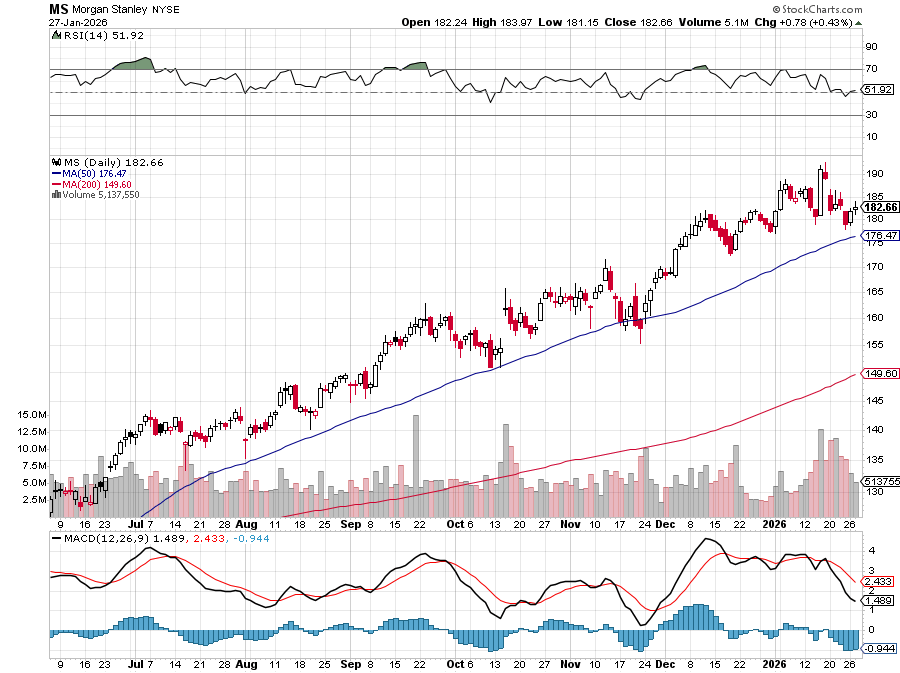 MS Morgan Stanley NYSE © StockCharts.com
27-Jan-2026 Open 182.24 High 183.97 Low 181.15 Close 182.66 Volume 5.1M Chg +0.78 (+0.43%)
RSI(14) 51.92
90
70
51.92
30
10
MS (Daily) 182.66
MA(50) 176.47
MA(200) 149.60
Volume 5,137,550
190
185
182.66
180
176.47
175
170
165
160
155
149.60
145
15.0M 140
12.5M
10.0M
135
7.5M
5.0M 513755
130
2.5M
9 16 23 Jul 7 14 21 28 Aug 11 18 25 Sep 8 15 22 Oct 6 13 20 27 Nov 10 17 24 Dec 8 15 22 2026 12 20 26
MACD(12,26,9) 1.489, 2.433, -0.944
4
3
2.433
2
1.489
1
0
-0.944
9 16 23 Jul 7 14 21 28 Aug 11 18 25 Sep 8 15 22 Oct 6 13 20 27 Nov 10 17 24 Dec 8 15 22 2026 12 20 26